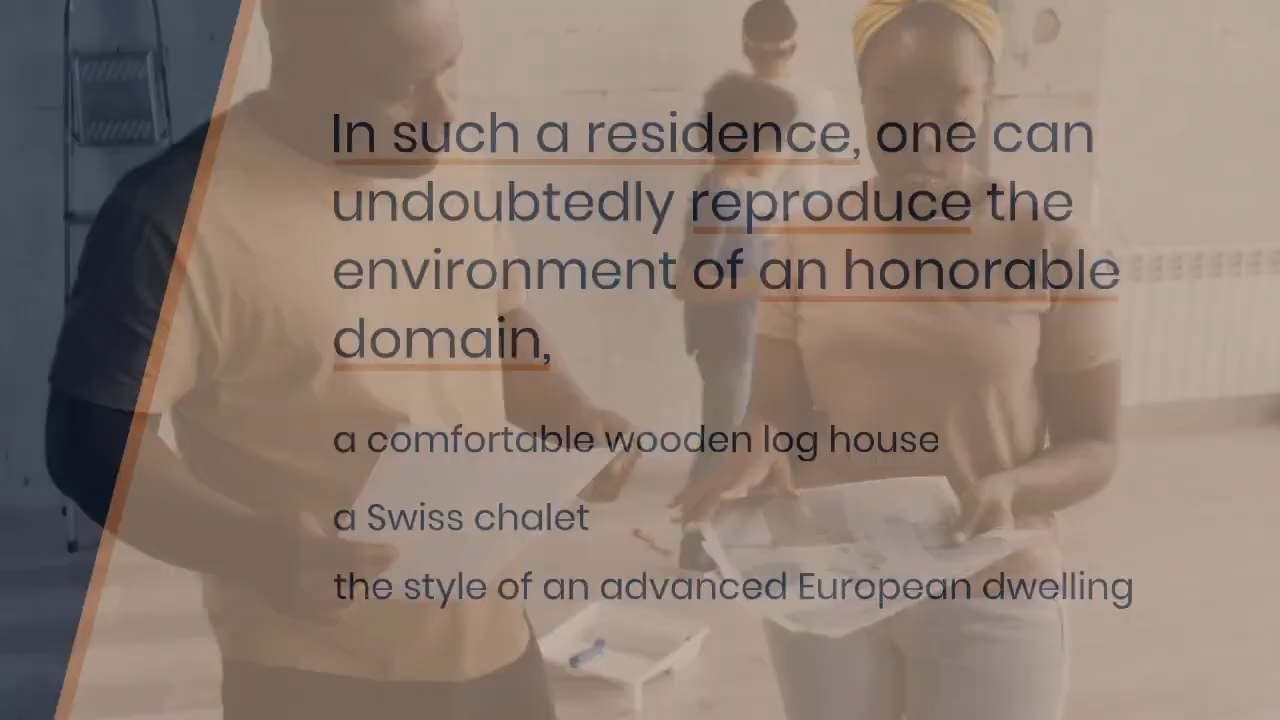 In such a residence, one can
undoubtedly reproduce the
environment of an honorable
domain,
a comfortable wooden log house
a Swiss chalet
the style of an advanced European dwelling